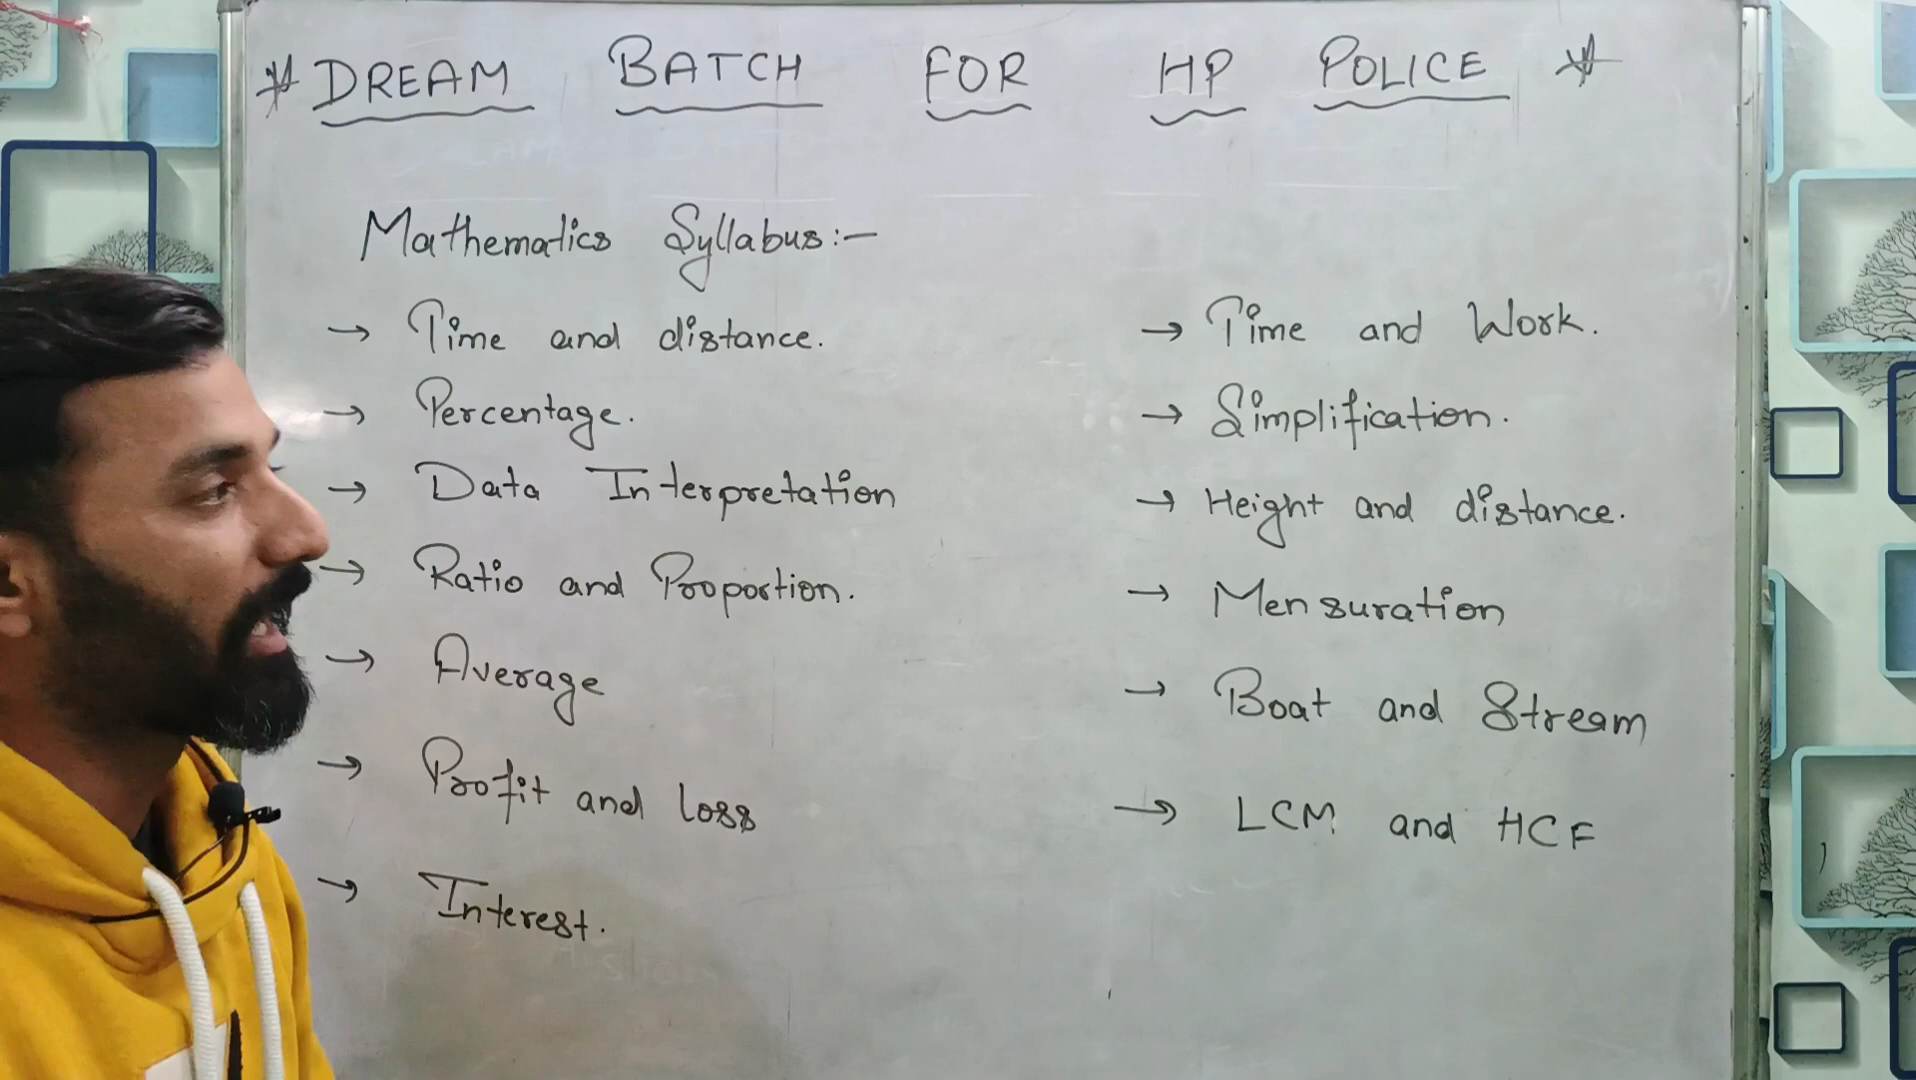 * DREAM BATCH FOR HP POLICE *
Mathematics Syllabus:-
→ Time and distance.
→ Percentage.
→ Data Interpretation
→ Ratio and Proportion.
→ Average
→ Profit and loss
→ Interest.
→ Time and Work.
→ Simplification.
→ Height and distance.
→ Mensuration
→ Boat and Stream
→ LCM and HCF